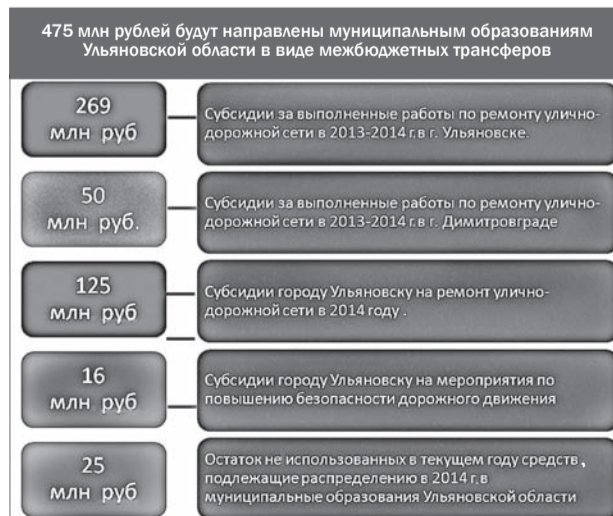 475 млн рублей будут направлены муниципальным образованиям
Ульяновской области в виде межбюджетных трансферов
269
млн руб
Субсидии за выполненные работы по ремонту улично-
дорожной сети в 2013-2014 г.в г. Ульяновске.
50
млн руб.
Субсидии за выполненные работы по ремонту улично-
дорожной сети в 2013-2014 г.в г. Димитровграде
125
млн руб
Субсидии городу Ульяновску на ремонт улично-
дорожной сети в 2014 году .
16
млн руб
Субсидии городу Ульяновску на мероприятия по
повышению безопасности дорожного движения
25
млн руб
Остаток не использованных в текущем году средств,
подлежащие распределению в 2014 г.в
муниципальные образования Ульяновской области